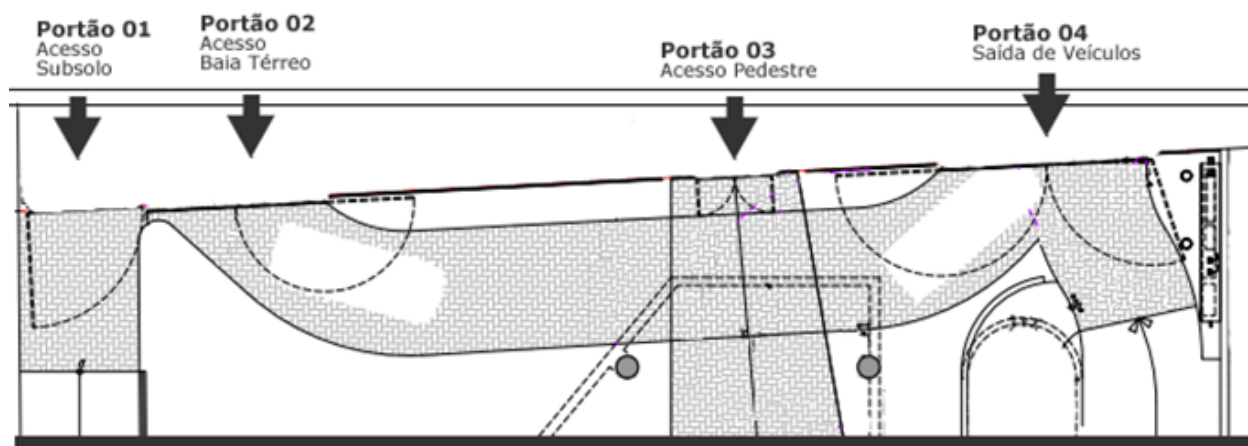 Portão 01
Acesso
Subsolo
Portão 02
Acesso
Baia Térreo
Portão 03
Acesso Pedestre
Portão 04
Saída de Veículos